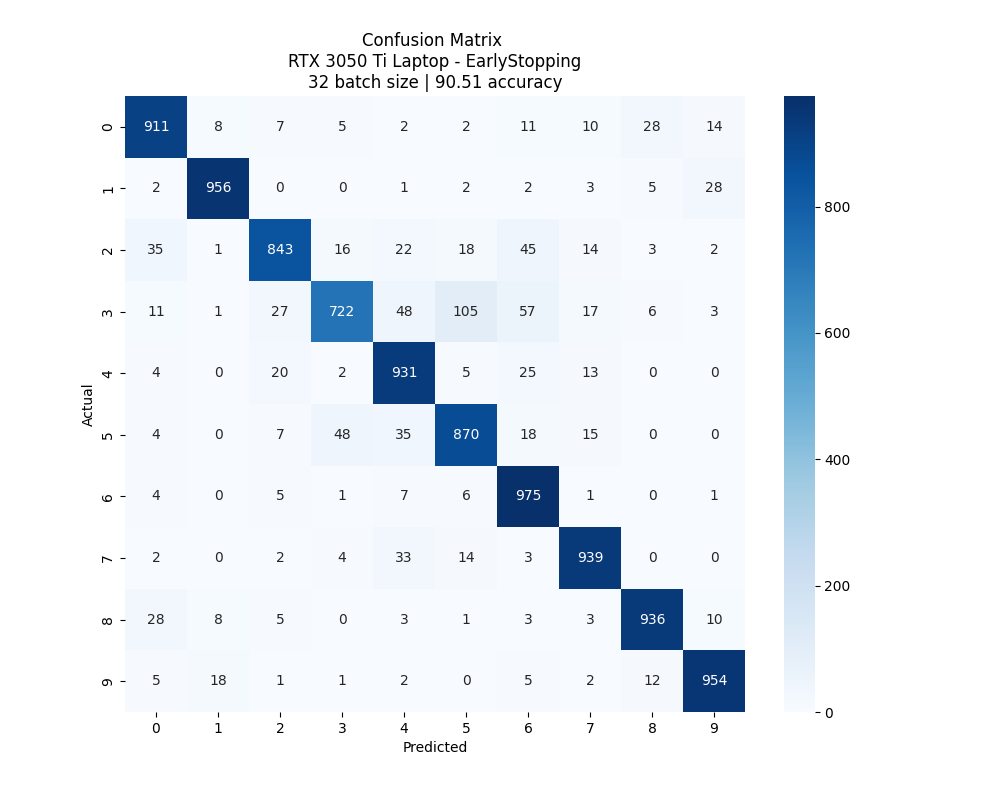 Confusion Matrix
RTX 3050 Ti Laptop - EarlyStopping
32 batch size | 90.51 accuracy
0 911 8 7 5 2 2 11 10 28 14
1 2 956 0 0 1 2 2 3 5 28
2 35 1 843 16 22 18 45 14 3 2
3 11 1 27 722 48 105 57 17 6 3
4 4 0 20 2 931 5 25 13 0 0
5 4 0 7 48 35 870 18 15 0 0
6 4 0 5 1 7 6 975 1 0 1
7 2 0 2 4 33 14 3 939 0 0
8 28 8 5 0 3 1 3 3 936 10
9 5 18 1 1 2 0 5 2 12 954
0 1 2 3 4 5 6 7 8 9
Predicted
Actual
800
600
400
200
0